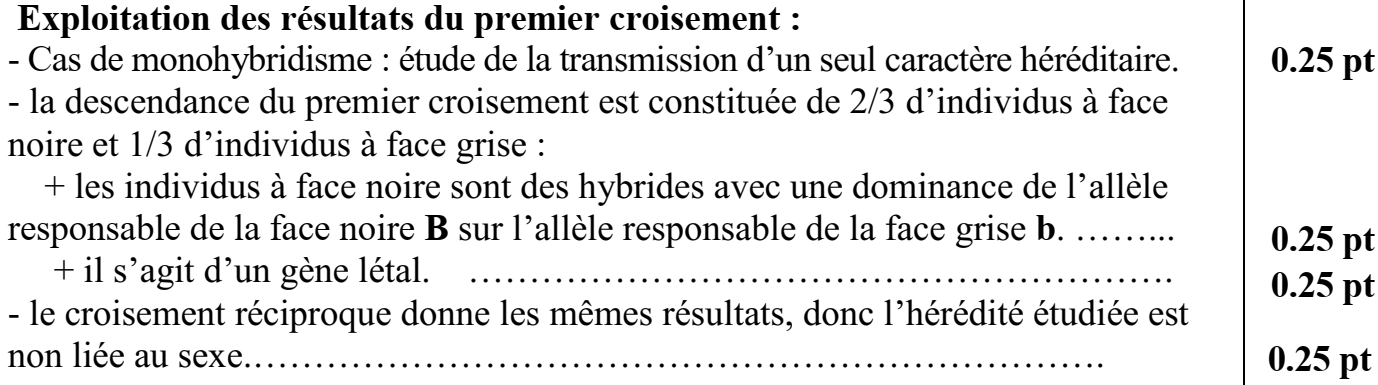 Exploitation des résultats du premier croisement :
- Cas de monohybridisme : étude de la transmission d’un seul caractère héréditaire. 0.25 pt
- la descendance du premier croisement est constituée de 2/3 d’individus à face
noire et 1/3 d’individus à face grise :
+ les individus à face noire sont des hybrides avec une dominance de l’allèle
responsable de la face noire B sur l’allèle responsable de la face grise b. ……... 0.25 pt
+ il s’agit d’un gène létal. ………………………………………………………. 0.25 pt
- le croisement réciproque donne les mêmes résultats, donc l’hérédité étudiée est
non liée au sexe.………………………………………………………………. 0.25 pt